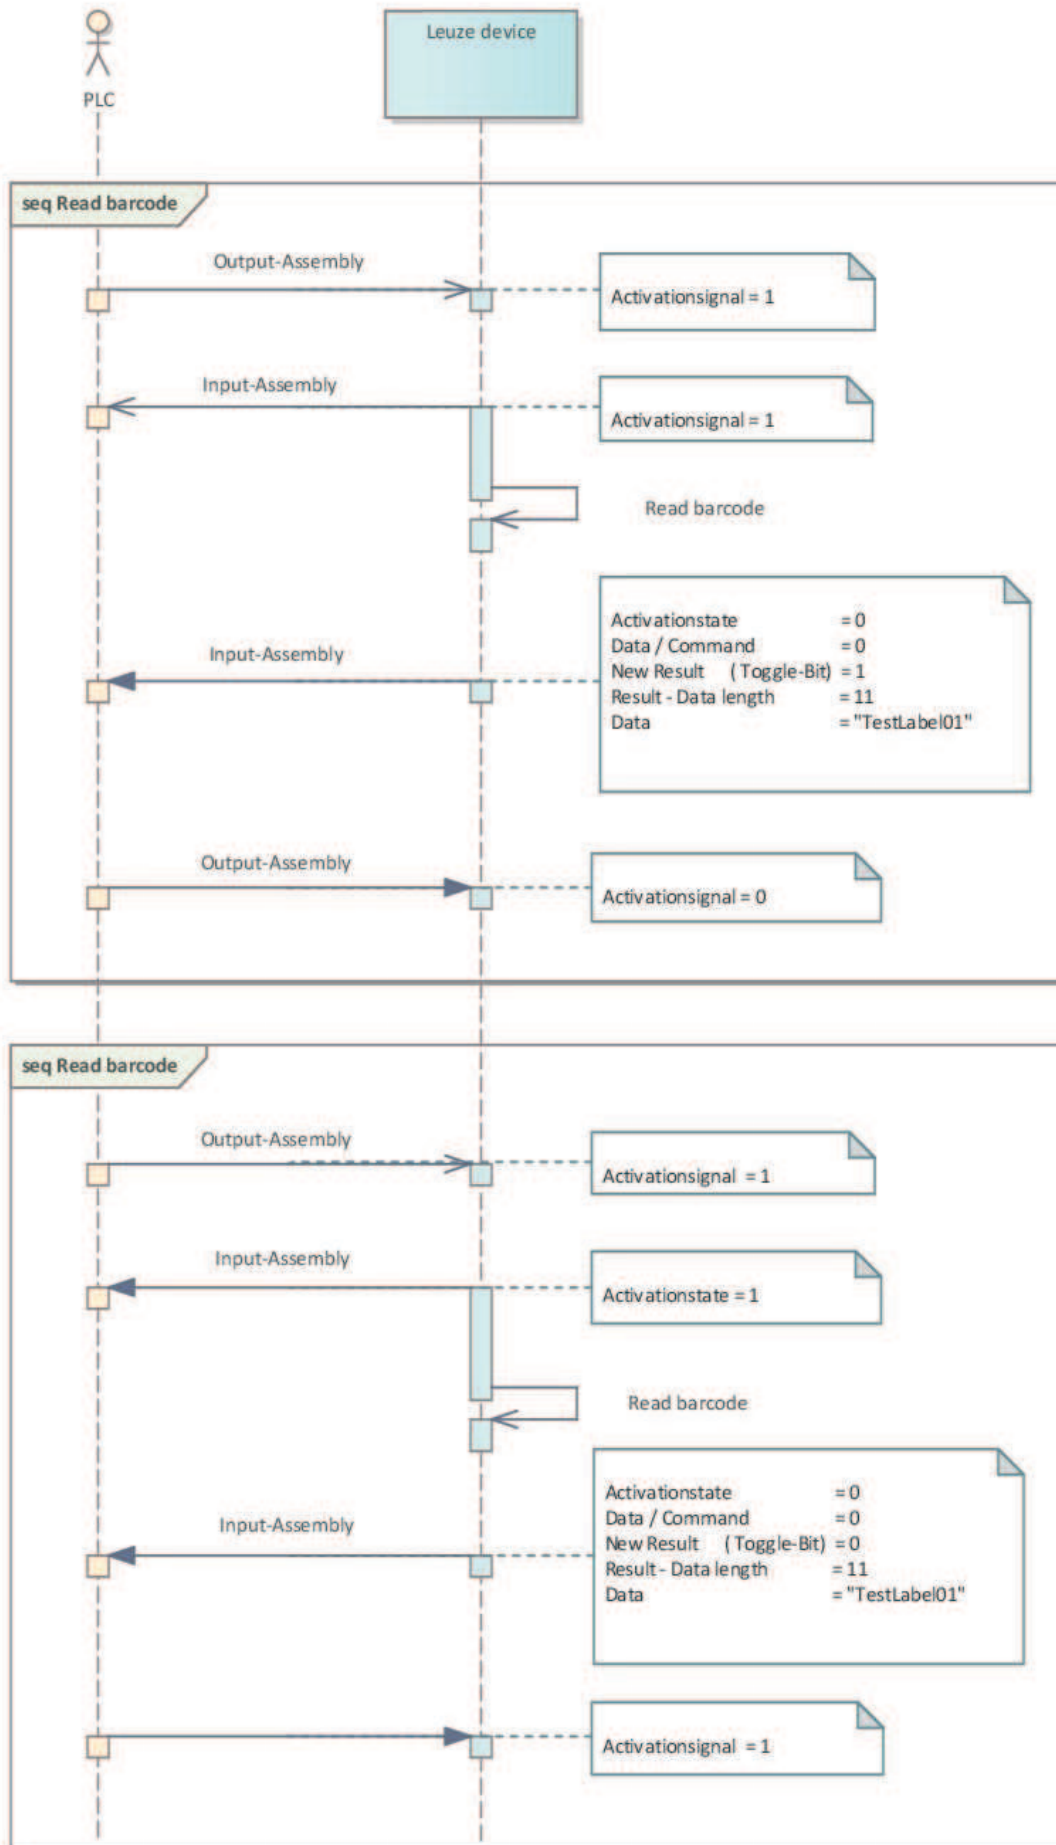 Leuze device
PLC
seq Read barcode
Output-Assembly
Activationsignal = 1
Input-Assembly
Activationsignal = 1
Read barcode
Activationstate = 0
Data / Command = 0
New Result ( Toggle-Bit) = 1
Result - Data length = 11
Data = "TestLabel01"
Input-Assembly
Output-Assembly
Activationsignal = 0
seq Read barcode
Output-Assembly
Activationsignal = 1
Input-Assembly
Activationstate = 1
Read barcode
Activationstate = 0
Data / Command = 0
New Result ( Toggle-Bit) = 0
Result - Data length = 11
Data = "TestLabel01"
Input-Assembly
Activationsignal = 1